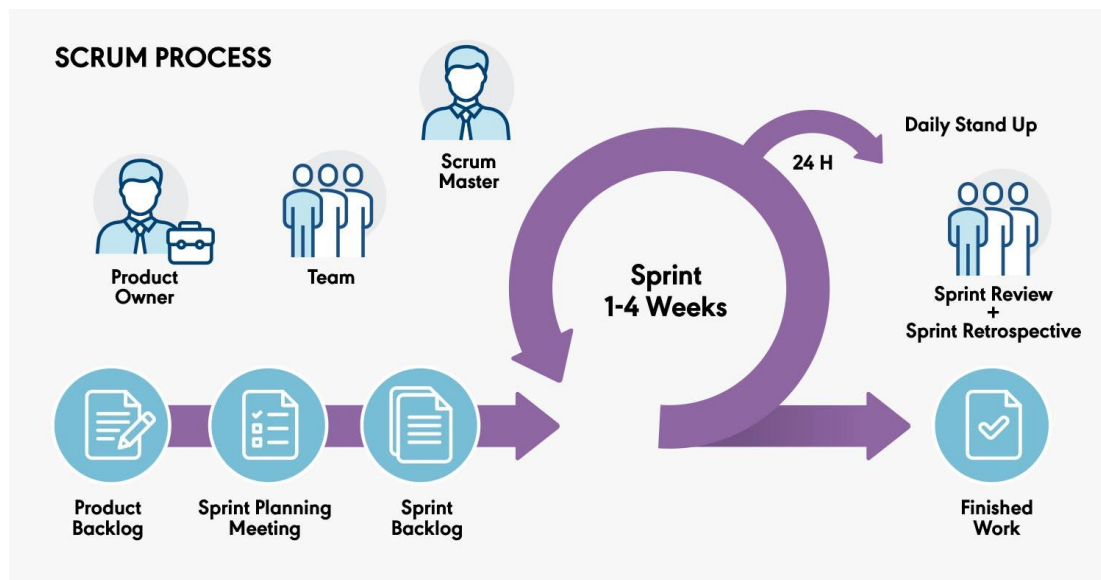 SCRUM PROCESS
Scrum
Master
Product
Owner
Team
24 H
Daily Stand Up
Sprint
1-4 Weeks
Sprint Review
+
Sprint Retrospective
Product
Backlog
Sprint Planning
Meeting
Sprint
Backlog
Finished
Work